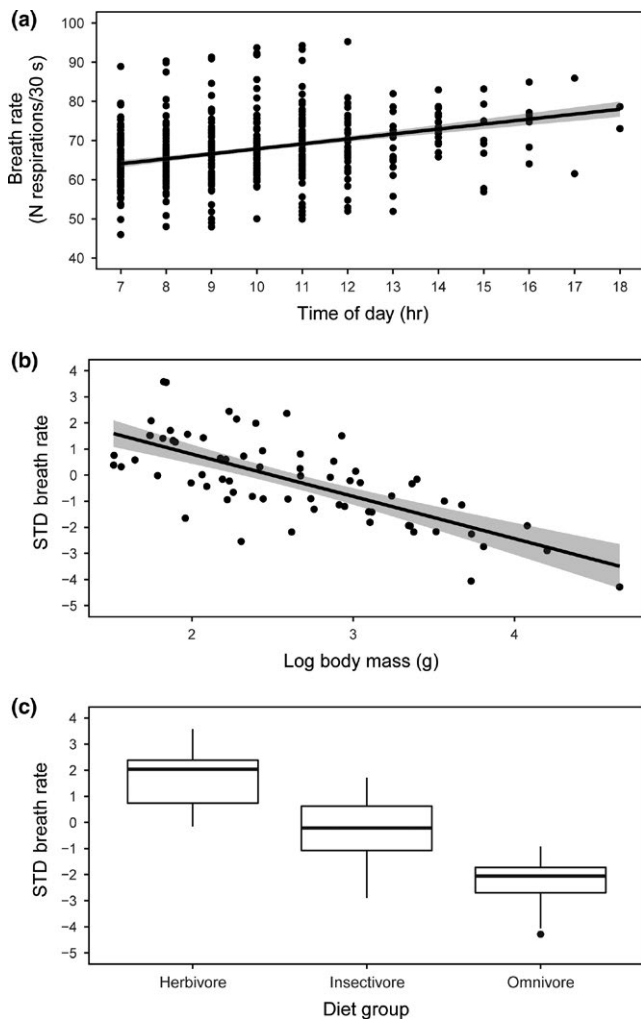 (a)
Breath rate
(N respirations/30 s)
100
90
80
70
60
50
40
7 8 9 10 11 12 13 14 15 16 17 18
Time of day (hr)
(b)
STD breath rate
4
3
2
1
0
-1
-2
-3
-4
-5
2 3 4
Log body mass (g)
(c)
STD breath rate
4
3
2
1
0
-1
-2
-3
-4
-5
Herbivore Insectivore Omnivore
Diet group